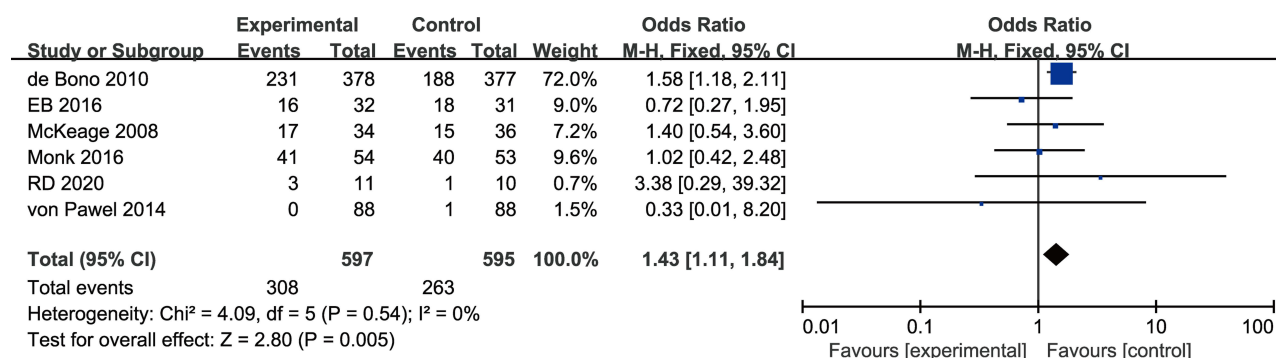 Experimental Control Odds Ratio Odds Ratio
Study or Subgroup Events Total Events Total Weight M-H, Fixed, 95% CI M-H, Fixed, 95% CI
de Bono 2010 231 378 188 377 72.0% 1.58 [1.18, 2.11]
EB 2016 16 32 18 31 9.0% 0.72 [0.27, 1.95]
McKeage 2008 17 34 15 36 7.2% 1.40 [0.54, 3.60]
Monk 2016 41 54 40 53 9.6% 1.02 [0.42, 2.48]
RD 2020 3 11 1 10 0.7% 3.38 [0.29, 39.32]
von Pawel 2014 0 88 1 88 1.5% 0.33 [0.01, 8.20]
Total (95% CI) 597 595 100.0% 1.43 [1.11, 1.84]
Total events 308 263
Heterogeneity: Chi² = 4.09, df = 5 (P = 0.54); I² = 0%
Test for overall effect: Z = 2.80 (P = 0.005)
0.01 0.1 1 10 100
Favours [experimental] Favours [control]